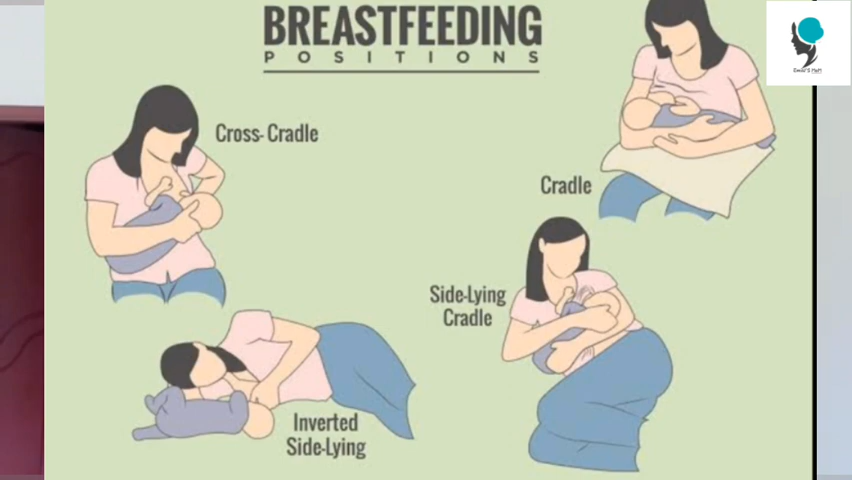 BREASTFEEDING
POSITIONS
Cross-Cradle
Cradle
Side-Lying
Cradle
Inverted
Side-Lying